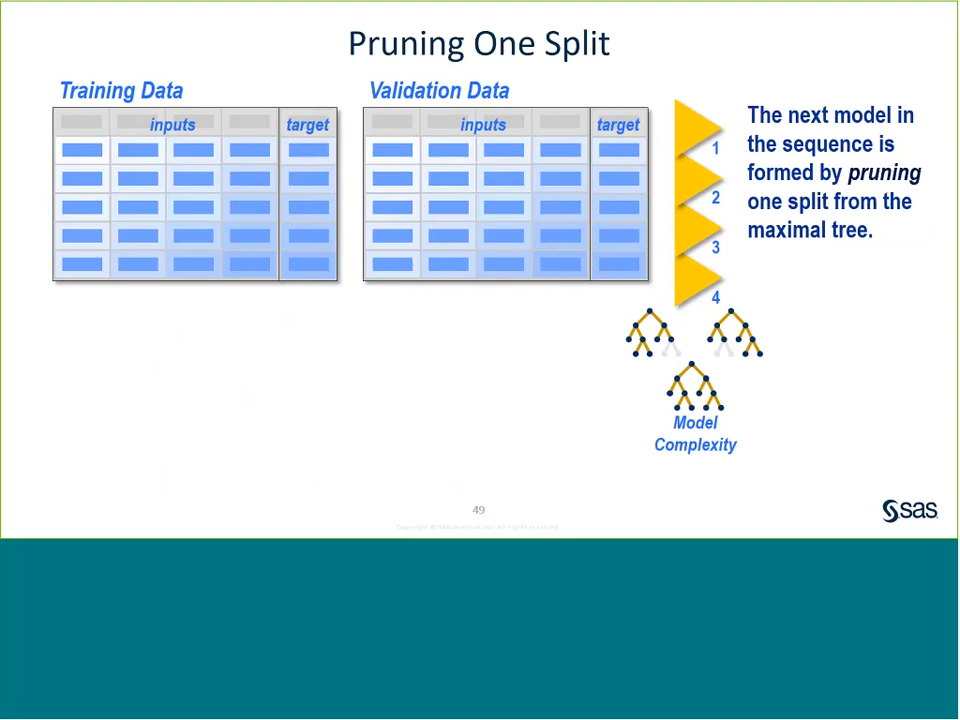 Pruning One Split
Training Data
inputs target
Validation Data
inputs target
1
2
3
4
The next model in
the sequence is
formed by pruning
one split from the
maximal tree.
Model
Complexity
49
sas